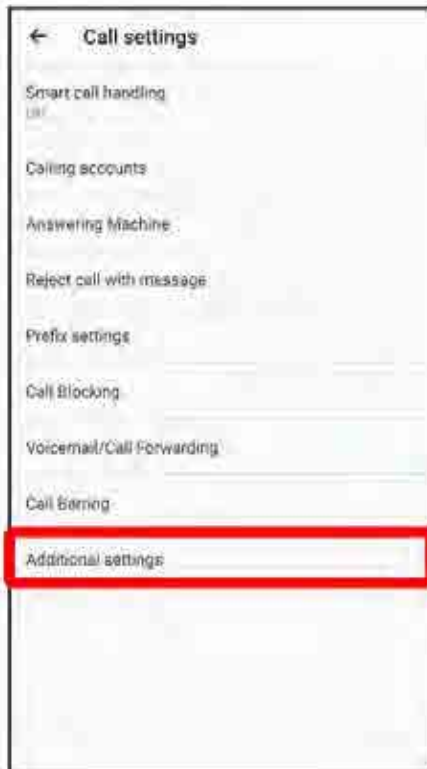 Call settings
Smart call handling
Calling accounts
Answering Machine
Reject call with message
Prefix settings
Call Blocking
Voicemail/Call Forwarding
Call Barring
Additional settings